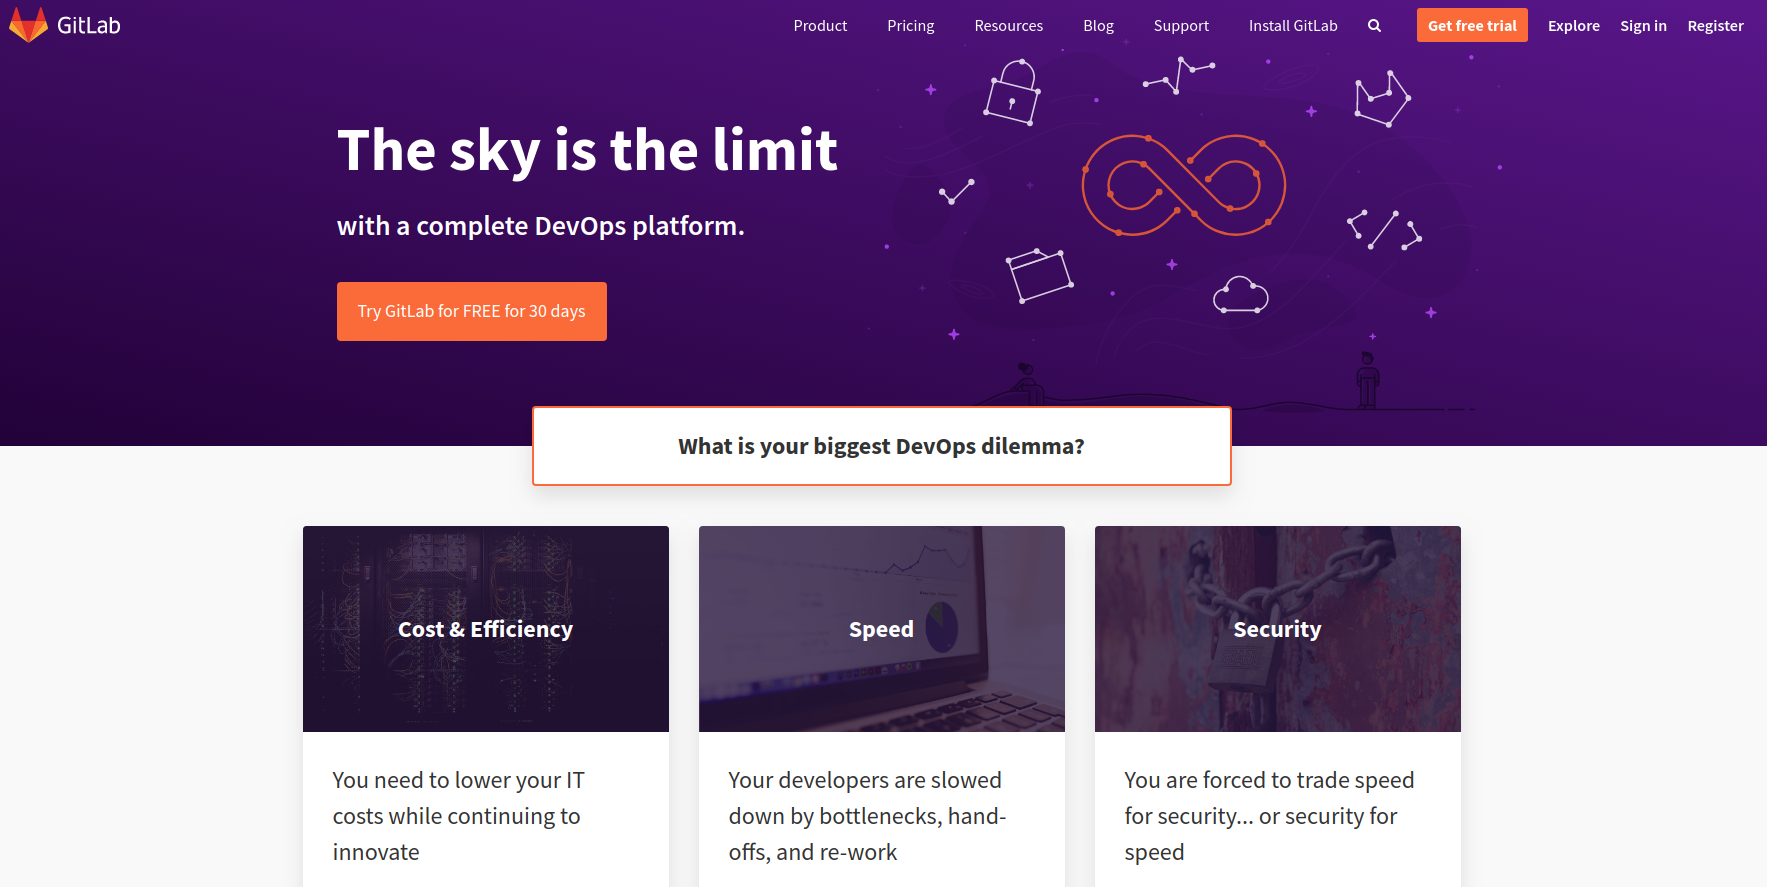 GitLab
Product Pricing Resources Blog Support Install GitLab Get free trial Explore Sign in Register
The sky is the limit
with a complete DevOps platform.
Try GitLab for FREE for 30 days
What is your biggest DevOps dilemma?
Cost & Efficiency
You need to lower your IT
costs while continuing to
innovate
Speed
Your developers are slowed
down by bottlenecks, hand-
offs, and re-work
Security
You are forced to trade speed
for security... or security for
speed